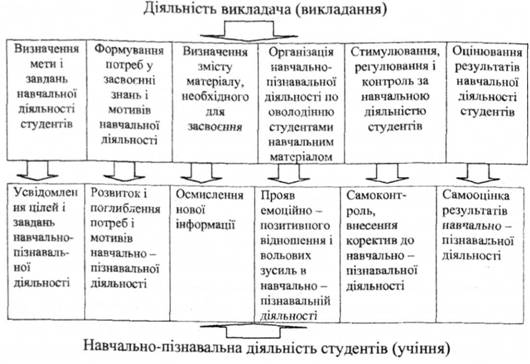 Діяльність викладача (викладання)
Визначення
мети і
завдань
навчальної
діяльності
студентів
Формування
потреб у
засвоєнні
знань і
мотивів
навчальної
діяльності
Визначення
змісту
матеріалу,
необхідного
для
засвоєння
Організація
навчально-
пізнавальної
діяльності по
оволодінню
студентами
навчальним
матеріалом
Стимулювання,
регулювання і
контроль за
навчальною
діяльністю
студентів
Оцінювання
результатів
навчальної
діяльності
студентів
Усвідомлен
ня цілей і
завдань
навчально-
пізнаваль-
ної
діяльності
Розвиток і
поглиблення
потреб і
мотивів
навчально –
пізнавальної
діяльності
Осмислення
нової
інформації
Прояв
емоційно –
позитивного
відношення і
вольових
зусиль в
навчально –
пізнавальній
діяльності
Самоконт-
роль,
внесення
коректив до
навчально –
пізнавальної
діяльності
Самооцінка
результатів
навчально –
пізнавальної
діяльності
Навчально-пізнавальна діяльність студентів (учіння)